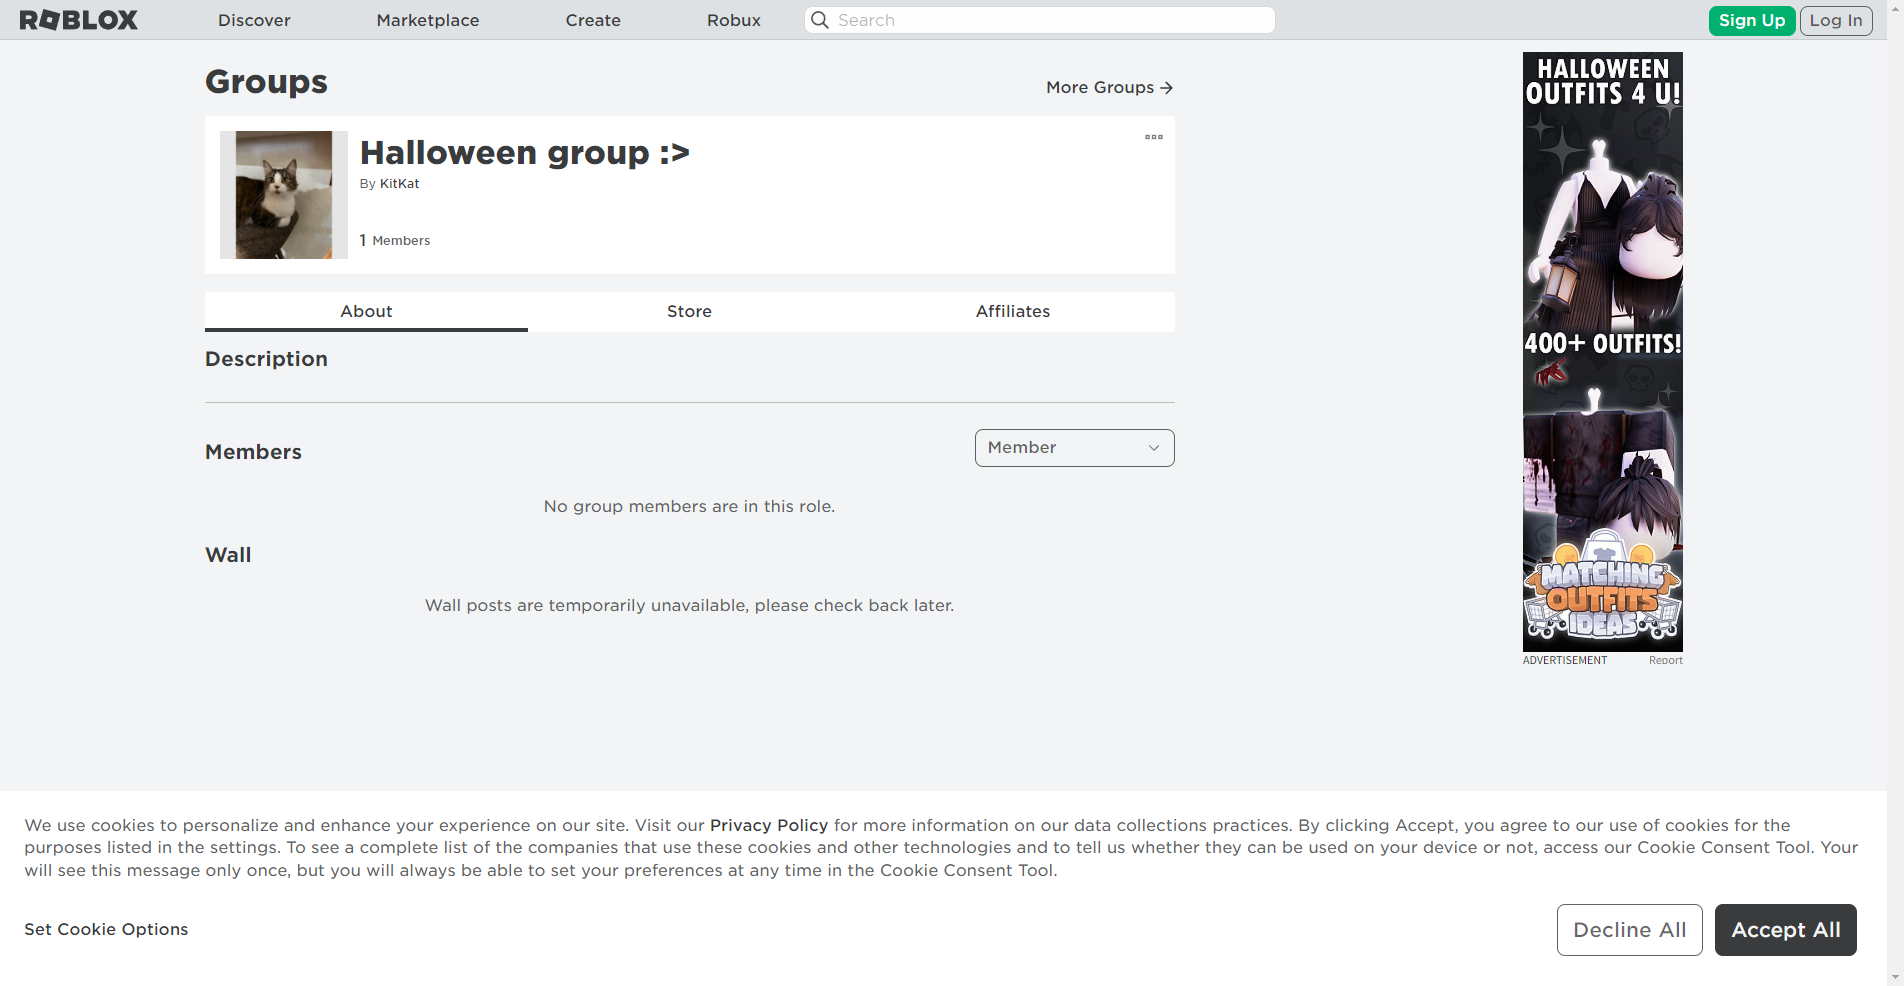 ROBLOX
Discover
Marketplace
Create
Robux
Search
Sign Up
Log In
Groups
More Groups
Halloween group :>
By KitKat
1 Members
About
Store
Affiliates
Description
Members
Member
No group members are in this role.
Wall
Wall posts are temporarily unavailable, please check back later.
HALLOWEEN
OUTFITS 4 U!
400+ OUTFITS!
MATCHING
OUTFITS
IDEAS
ADVERTISEMENT
Report
We use cookies to personalize and enhance your experience on our site. Visit our Privacy Policy for more information on our data collections practices. By clicking Accept, you agree to our use of cookies for the
purposes listed in the settings. To see a complete list of the companies that use these cookies and other technologies and to tell us whether they can be used on your device or not, access our Cookie Consent Tool. Your
will see this message only once, but you will always be able to set your preferences at any time in the Cookie Consent Tool.
Set Cookie Options
Decline All
Accept All